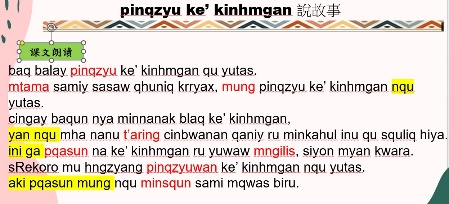 pinqzyu ke’ kinhmgan 說故事
課文朗讀
baq balay pinqzyu ke’ kinhmgan qu yutas.
mtama samiy sasaw qhuniq krryax, mung pinqzyu ke’ kinhmgan nqu
yutas.
cingay baqun nya minnanak blaq ke’ kinhmgan,
yan nqu mha nanu t’aring cinbwanan qaniy ru minkahul inu qu squliq hiya.
ini ga pqasun na ke’ kinhmgan ru yuwaw mngilis, siyon myan kwara.
sRekoro mu hngzyang pinqzyuwan ke’ kinhmgan nqu yutas.
aki pqasun mung nqu minsqun sami mqwas biru.